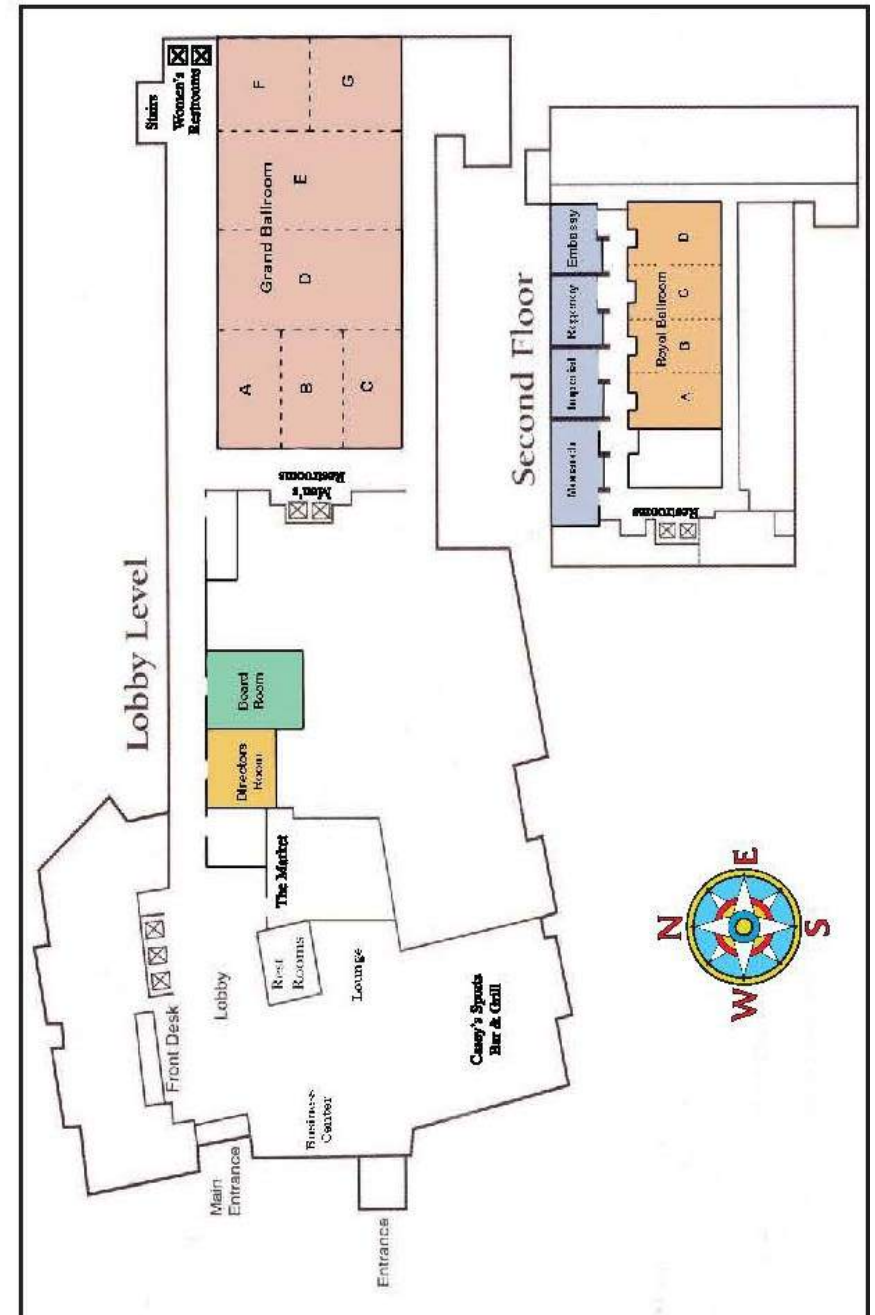 Lobby Level
Main
Entrance
Entrance
Front Desk
Lobby
Rest
Rooms
Business
Center
Lounge
Casey's Sports
Bar & Grill
The Market
Directors
Room
Board
Room
Men's
Restrooms
Grand Ballroom
A
B
C
D
E
F
G
Stairs
Women's
Restrooms
Second Floor
Monarch
Imperial
Regency
Embassy
Royal Ballroom
A
B
C
D
Restrooms
N
E
S
W